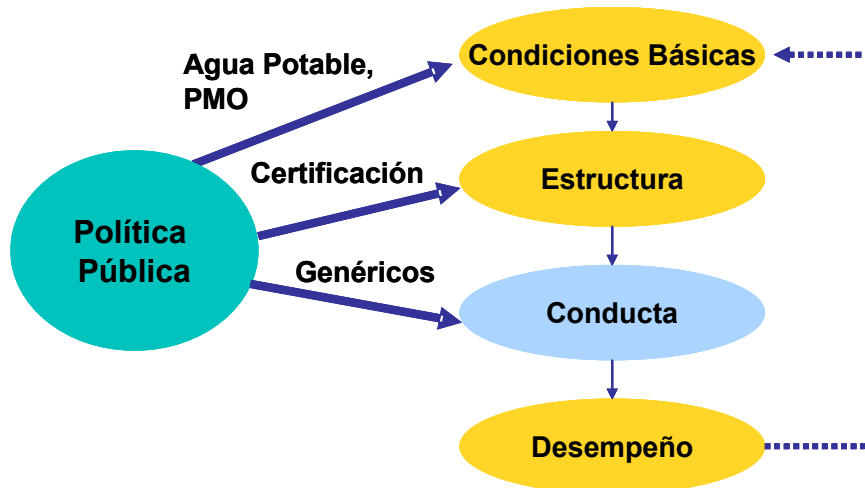 Condiciones Básicas
Agua Potable,
PMO
Certificación
Estructura
Política
Pública
Genéricos
Conducta
Desempeño